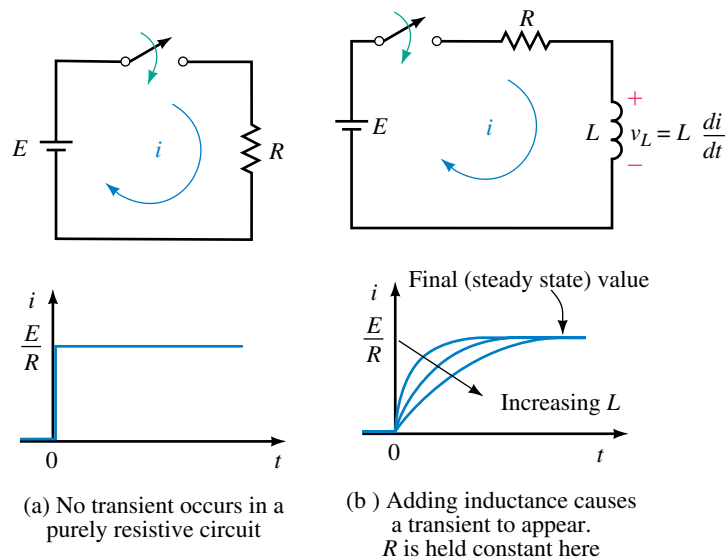 E
i
R
E
i
R
L
+
v_L = L di/dt
−
i
E/R
0
t
(a) No transient occurs in a
purely resistive circuit
i
Final (steady state) value
E/R
Increasing L
0
t
(b ) Adding inductance causes
a transient to appear.
R is held constant here